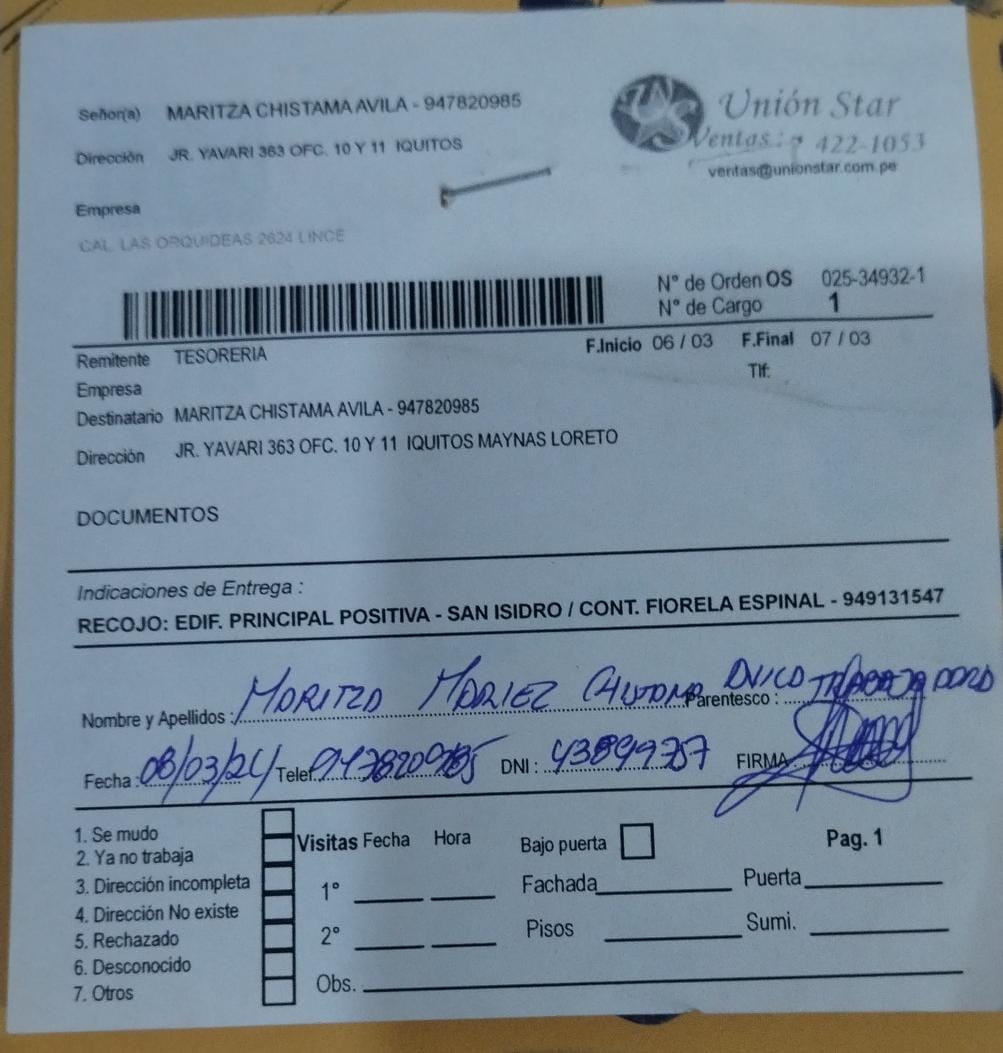 Señor(a) MARITZA CHISTAMA AVILA - 947820985
Unión Star
Dirección JR. YAVARI 363 OFC. 10 Y 11 IQUITOS
Ventas: 422-1053
ventas@unionstar.com.pe
Empresa
CAL. LAS ORQUIDEAS 2624 LINCE
N° de Orden OS 025-34932-1
N° de Cargo 1
Remitente TESORERIA
F.Inicio 06 / 03 F.Final 07 / 03
Empresa
Tlf:
Destinatario MARITZA CHISTAMA AVILA - 947820985
Dirección JR. YAVARI 363 OFC. 10 Y 11 IQUITOS MAYNAS LORETO
DOCUMENTOS
Indicaciones de Entrega :
RECOJO: EDIF. PRINCIPAL POSITIVA - SAN ISIDRO / CONT. FIORELA ESPINAL - 949131547
Nombre y Apellidos : Parentesco : TRABAJADORA
Fecha : 08/03/24 Telef. DNI : FIRMA
1. Se mudo
2. Ya no trabaja
3. Dirección incompleta
4. Dirección No existe
5. Rechazado
6. Desconocido
7. Otros
Visitas Fecha Hora
1°
2°
Obs.
Bajo puerta
Pag. 1
Fachada Puerta
Pisos Sumi.